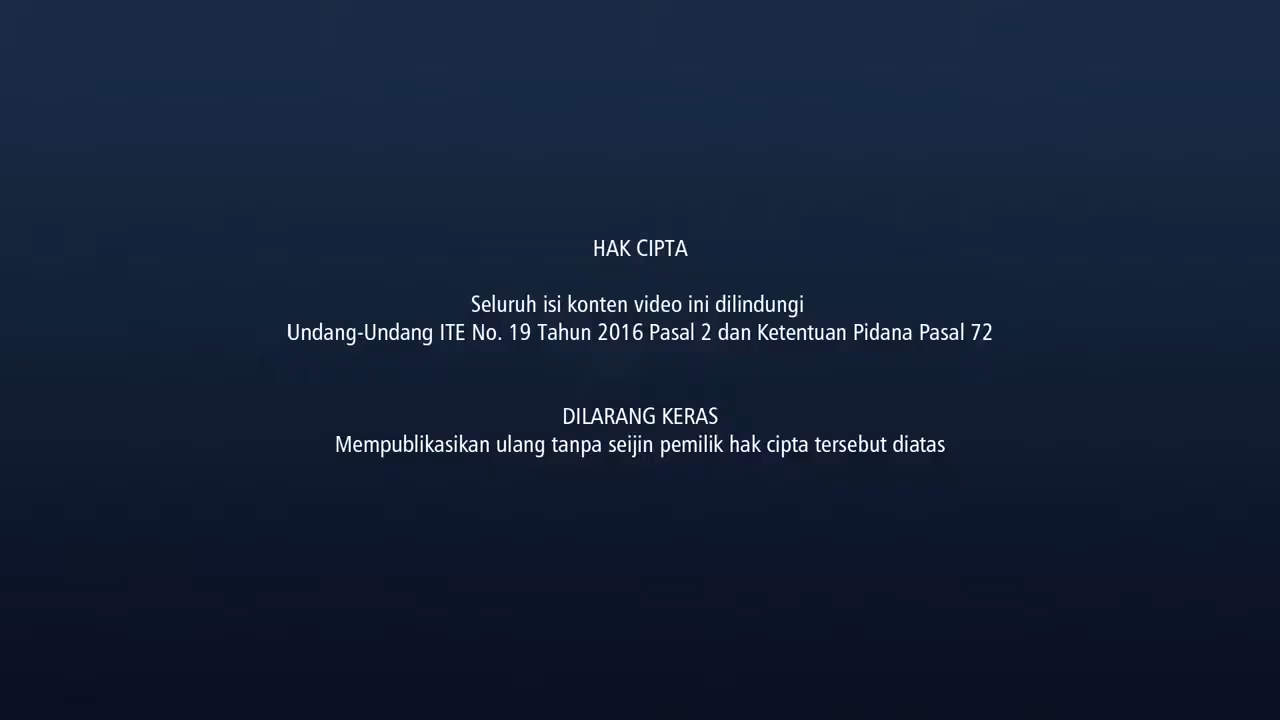 HAK CIPTA
Seluruh isi konten video ini dilindungi
Undang-Undang ITE No. 19 Tahun 2016 Pasal 2 dan Ketentuan Pidana Pasal 72
DILARANG KERAS
Mempublikasikan ulang tanpa seijin pemilik hak cipta tersebut diatas